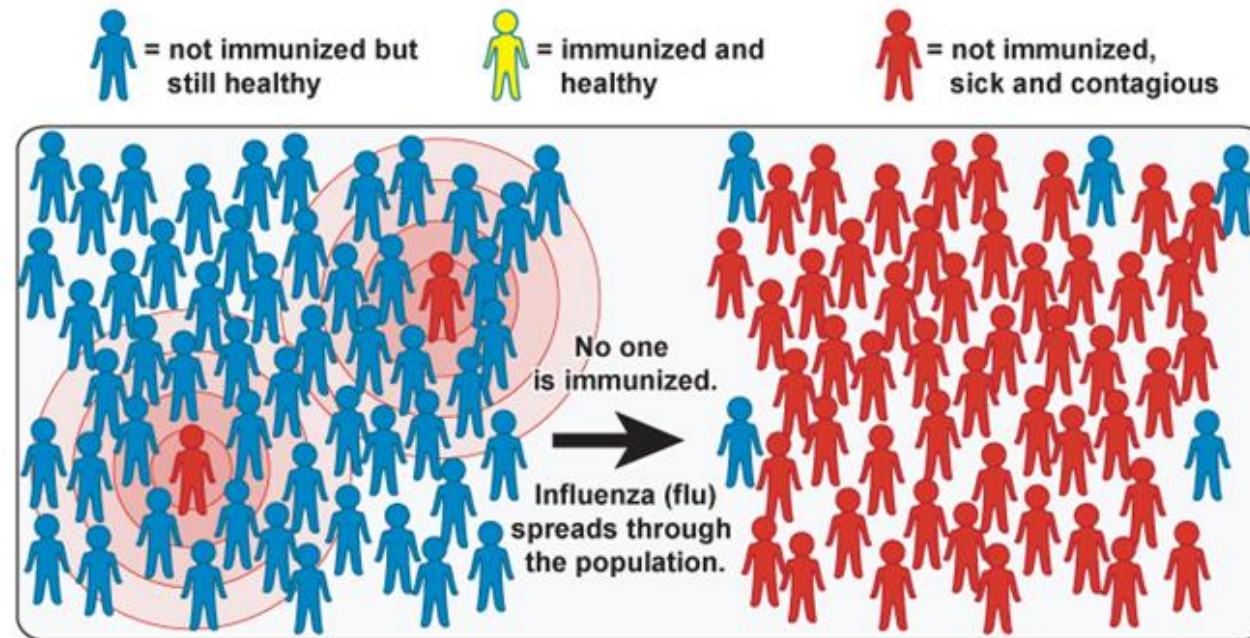 = not immunized but
still healthy
= immunized and
healthy
= not immunized,
sick and contagious
No one
is immunized.
Influenza (flu)
spreads through
the population.